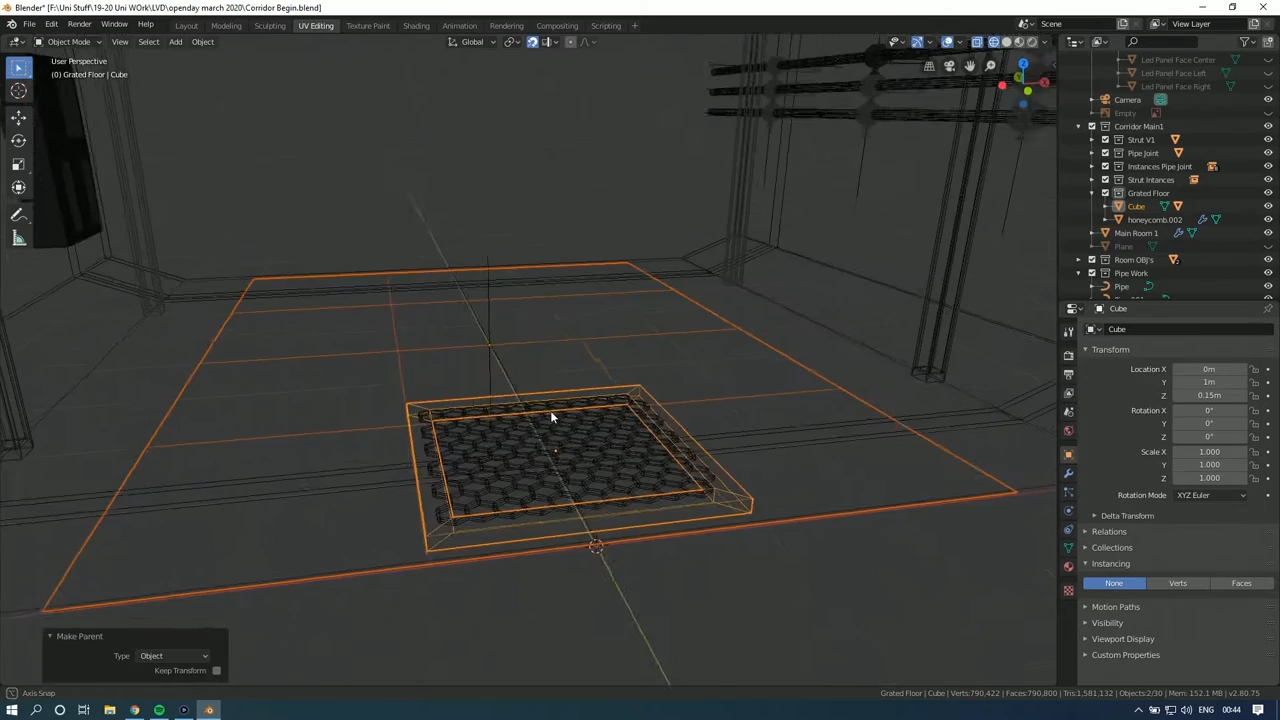 Blender* [F:\Uni Stuff\19-20 Uni WOrk\LVD\openday march 2020\Corridor Begin.blend]
File Edit Render Window Help Layout Modeling Sculpting UV Editing Texture Paint Shading Animation Rendering Compositing Scripting + Scene View Layer
Object Mode View Select Add Object Global
User Perspective
(0) Grated Floor | Cube
Led Panel Face Center
Led Panel Face Left
Led Panel Face Right
Camera
Empty
Corridor Main1
Strut V1
Pipe Joint
Instances Pipe Joint
Strut Intances
Grated Floor
Cube
honeycomb.002
Main Room 1
Plane
Room OBJ's
Pipe Work
Pipe
Cube
Cube
Transform
Location X 0m
Y 1m
Z 0.15m
Rotation X 0°
Y 0°
Z 0°
Scale X 1.000
Y 1.000
Z 1.000
Rotation Mode XYZ Euler
Delta Transform
Relations
Collections
Instancing
None Verts Faces
Motion Paths
Visibility
Viewport Display
Custom Properties
Make Parent
Type Object
Keep Transform
Axis Snap
Grated Floor | Cube | Verts:790,422 | Faces:790,800 | Tris:1,581,132 | Objects:2/30 | Mem: 152.1 MB | v2.80.75
ENG 00:44